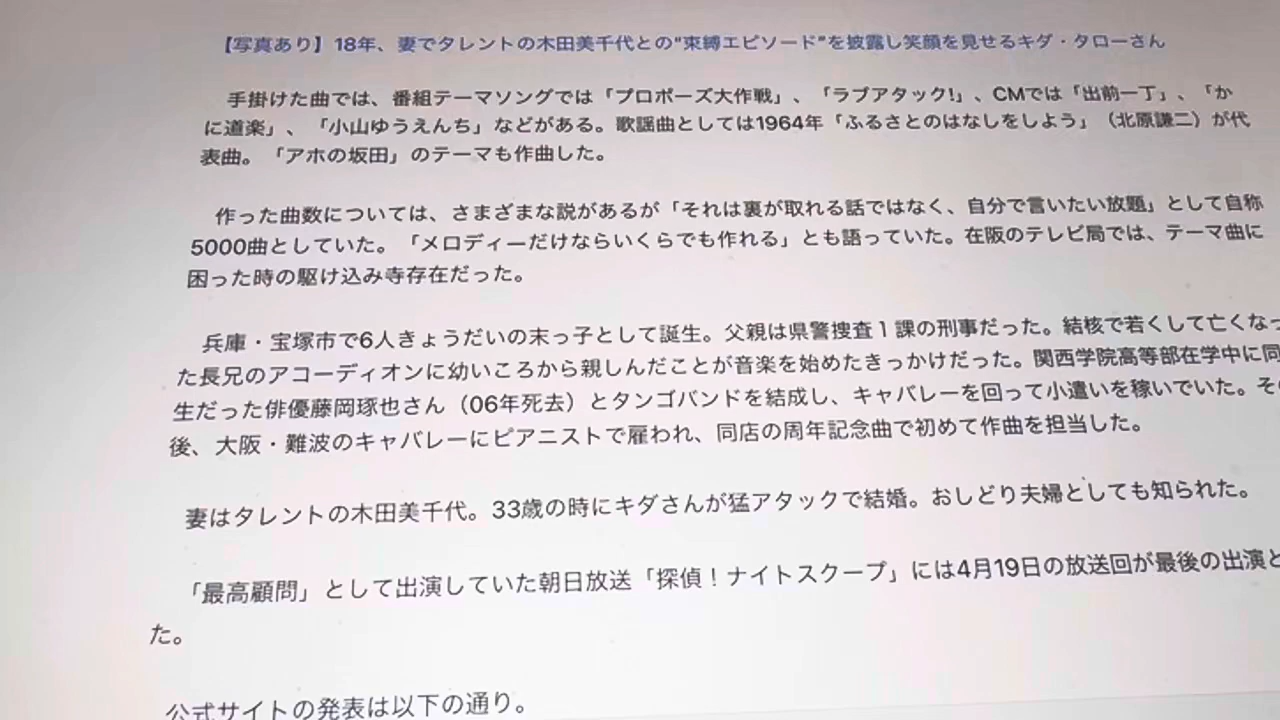 【写真あり】18年、妻でタレントの木田美千代との"束縛エピソード"を披露し笑顔を見せるキダ・タローさん
手掛けた曲では、番組テーマソングでは「プロポーズ大作戦」、「ラブアタック!」、CMでは「出前一丁」、「か
に道楽」、「小山ゆうえんち」などがある。歌謡曲としては1964年「ふるさとのはなしをしよう」（北原謙二）が代
表曲。「アホの坂田」のテーマも作曲した。
作った曲数については、さまざまな説があるが「それは裏が取れる話ではなく、自分で言いたい放題」として自称
5000曲としていた。「メロディーだけならいくらでも作れる」とも語っていた。在阪のテレビ局では、テーマ曲に
困った時の駆け込み寺存在だった。
兵庫・宝塚市で6人きょうだいの末っ子として誕生。父親は県警捜査１課の刑事だった。結核で若くして亡くなっ
た長兄のアコーディオンに幼いころから親しんだことが音楽を始めたきっかけだった。関西学院高等部在学中に同
生だった俳優藤岡琢也さん（06年死去）とタンゴバンドを結成し、キャバレーを回って小遣いを稼いでいた。その
後、大阪・難波のキャバレーにピアニストで雇われ、同店の周年記念曲で初めて作曲を担当した。
妻はタレントの木田美千代。33歳の時にキダさんが猛アタックで結婚。おしどり夫婦としても知られた。
「最高顧問」として出演していた朝日放送「探偵！ナイトスクープ」には4月19日の放送回が最後の出演と
た。
公式サイトの発表は以下の通り。